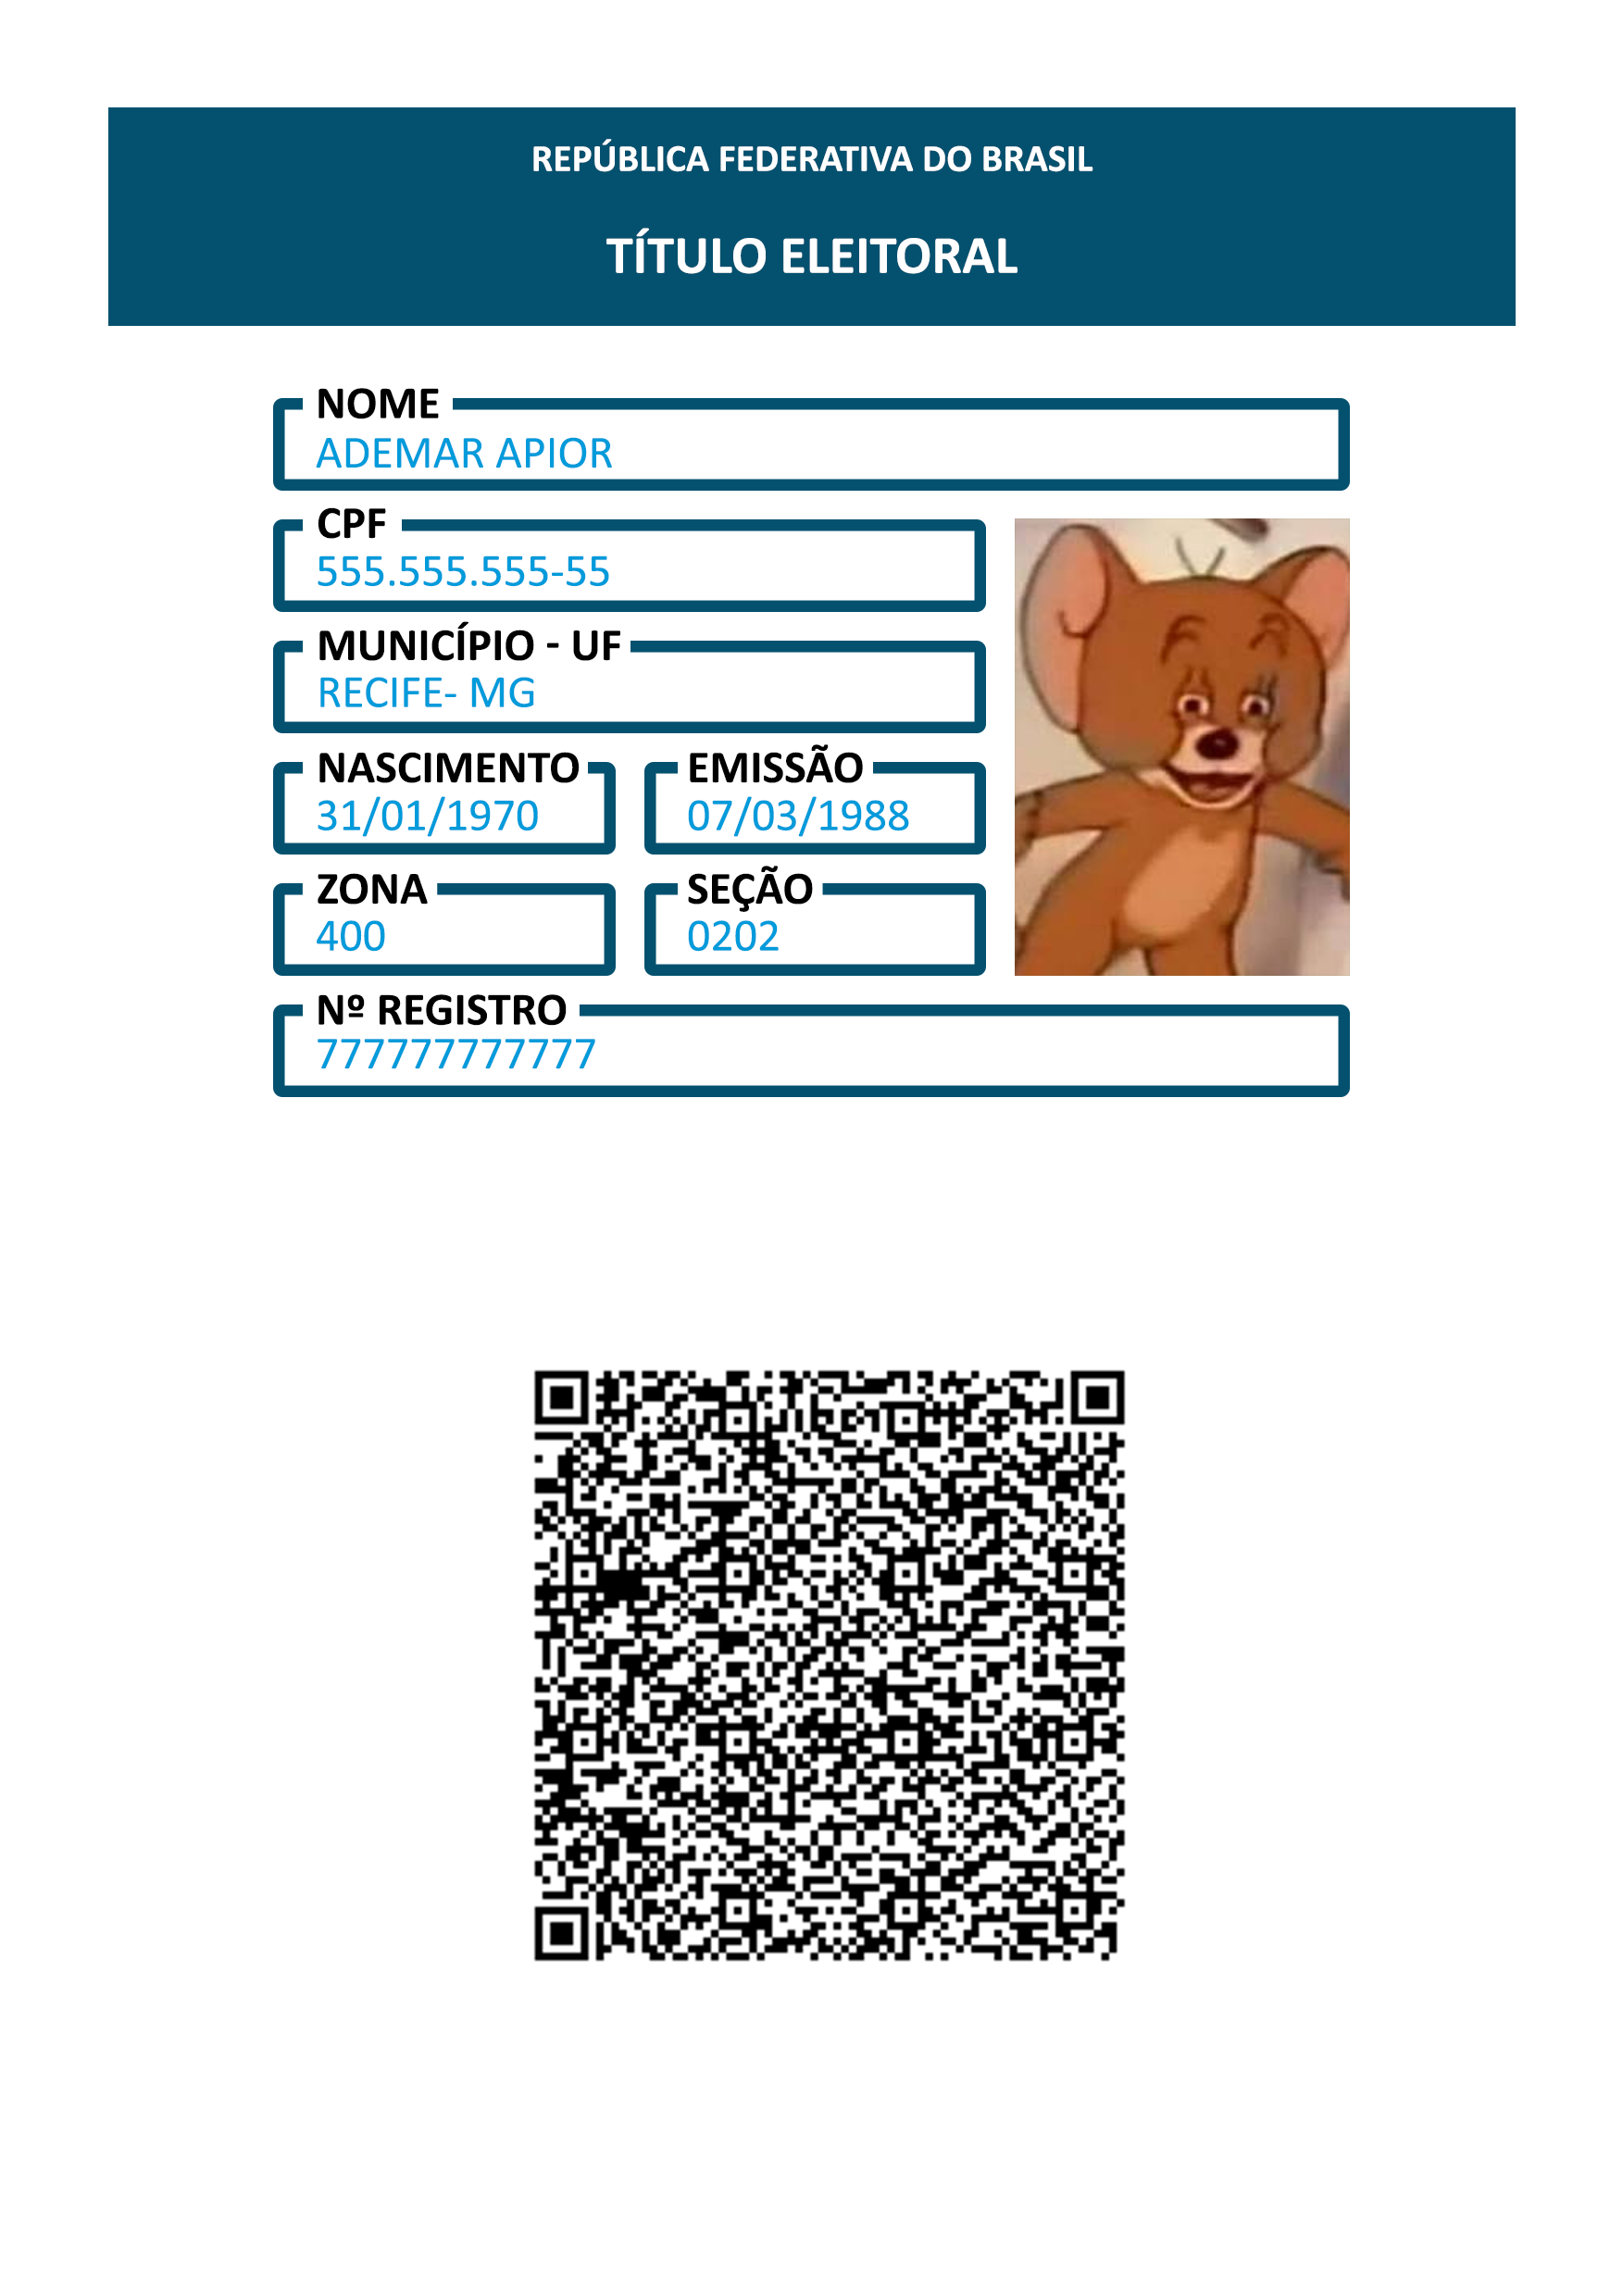 REPÚBLICA FEDERATIVA DO BRASIL
TÍTULO ELEITORAL
NOME
ADEMAR APIOR
CPF
555.555.555-55
MUNICÍPIO - UF
RECIFE- MG
NASCIMENTO
31/01/1970
EMISSÃO
07/03/1988
ZONA
400
SEÇÃO
0202
Nº REGISTRO
777777777777